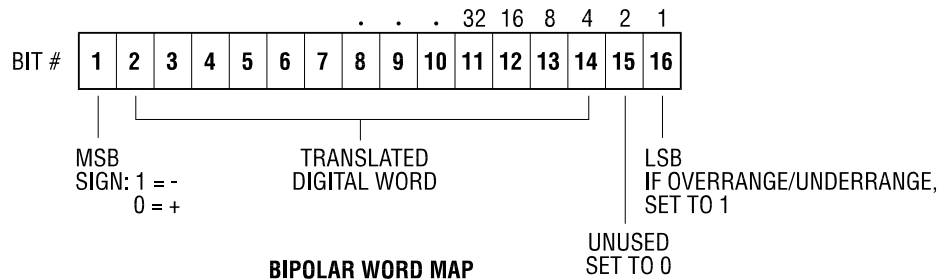 . . . 32 16 8 4 2 1
BIT # 1 2 3 4 5 6 7 8 9 10 11 12 13 14 15 16
MSB
SIGN: 1 = -
0 = +
TRANSLATED
DIGITAL WORD
LSB
IF OVERRANGE/UNDERRANGE,
SET TO 1
UNUSED
SET TO 0
BIPOLAR WORD MAP